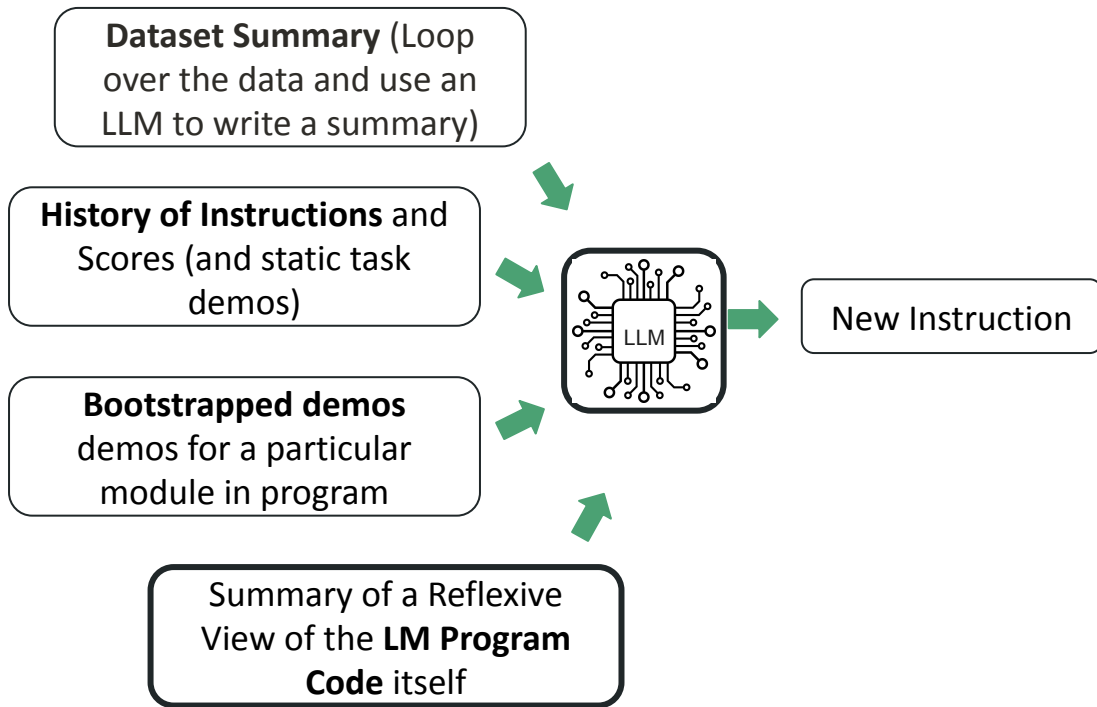 Dataset Summary (Loop
over the data and use an
LLM to write a summary)
History of Instructions and
Scores (and static task
demos)
LLM
New Instruction
Bootstrapped demos
demos for a particular
module in program
Summary of a Reflexive
View of the LM Program
Code itself